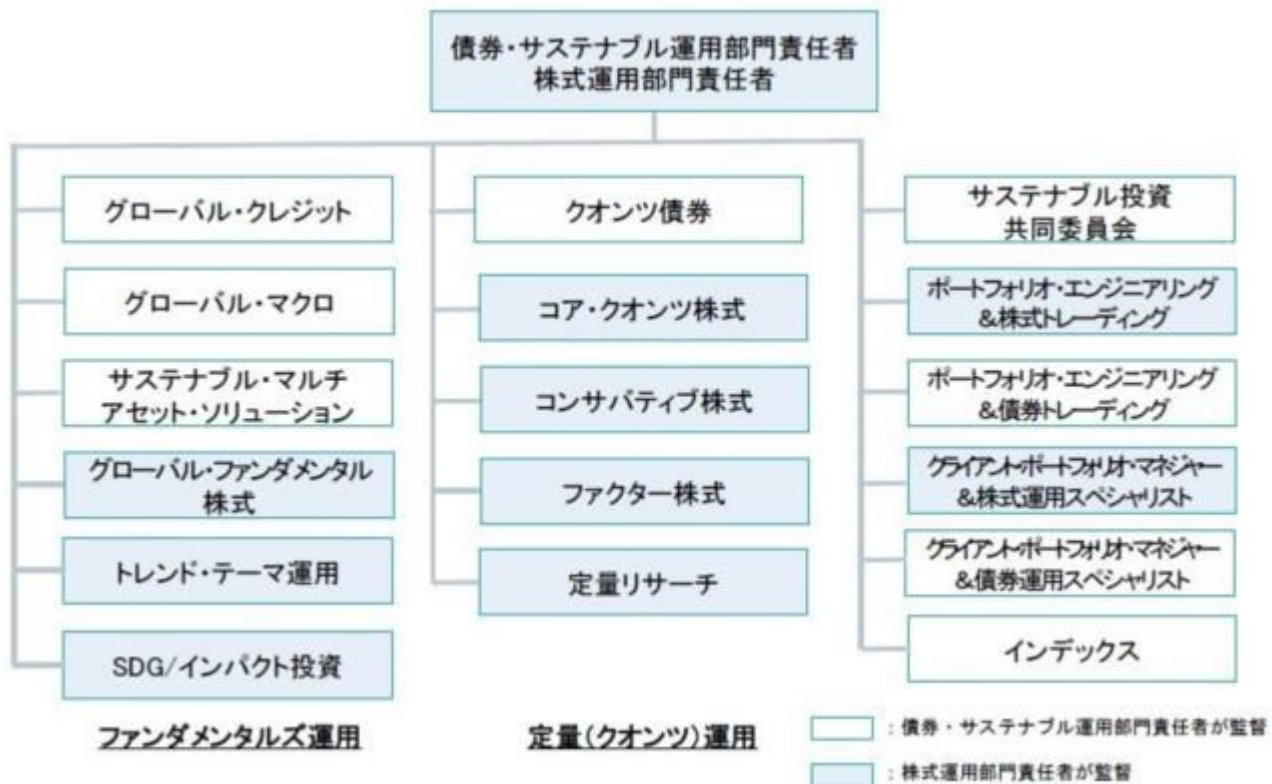 債券・サステナブル運用部門責任者
株式運用部門責任者
グローバル・クレジット
グローバル・マクロ
サステナブル・マルチ
アセット・ソリューション
グローバル・ファンダメンタル
株式
トレンド・テーマ運用
SDG/インパクト投資
ファンダメンタルズ運用
クオンツ債券
コア・クオンツ株式
コンサバティブ株式
ファクター株式
定量リサーチ
定量(クオンツ)運用
サステナブル投資
共同委員会
ポートフォリオ・エンジニアリング
&株式トレーディング
ポートフォリオ・エンジニアリング
&債券トレーディング
クライアント・ポートフォリオ・マネジャー
&株式運用スペシャリスト
クライアント・ポートフォリオ・マネジャー
&債券運用スペシャリスト
インデックス
:債券・サステナブル運用部門責任者が監督
:株式運用部門責任者が監督